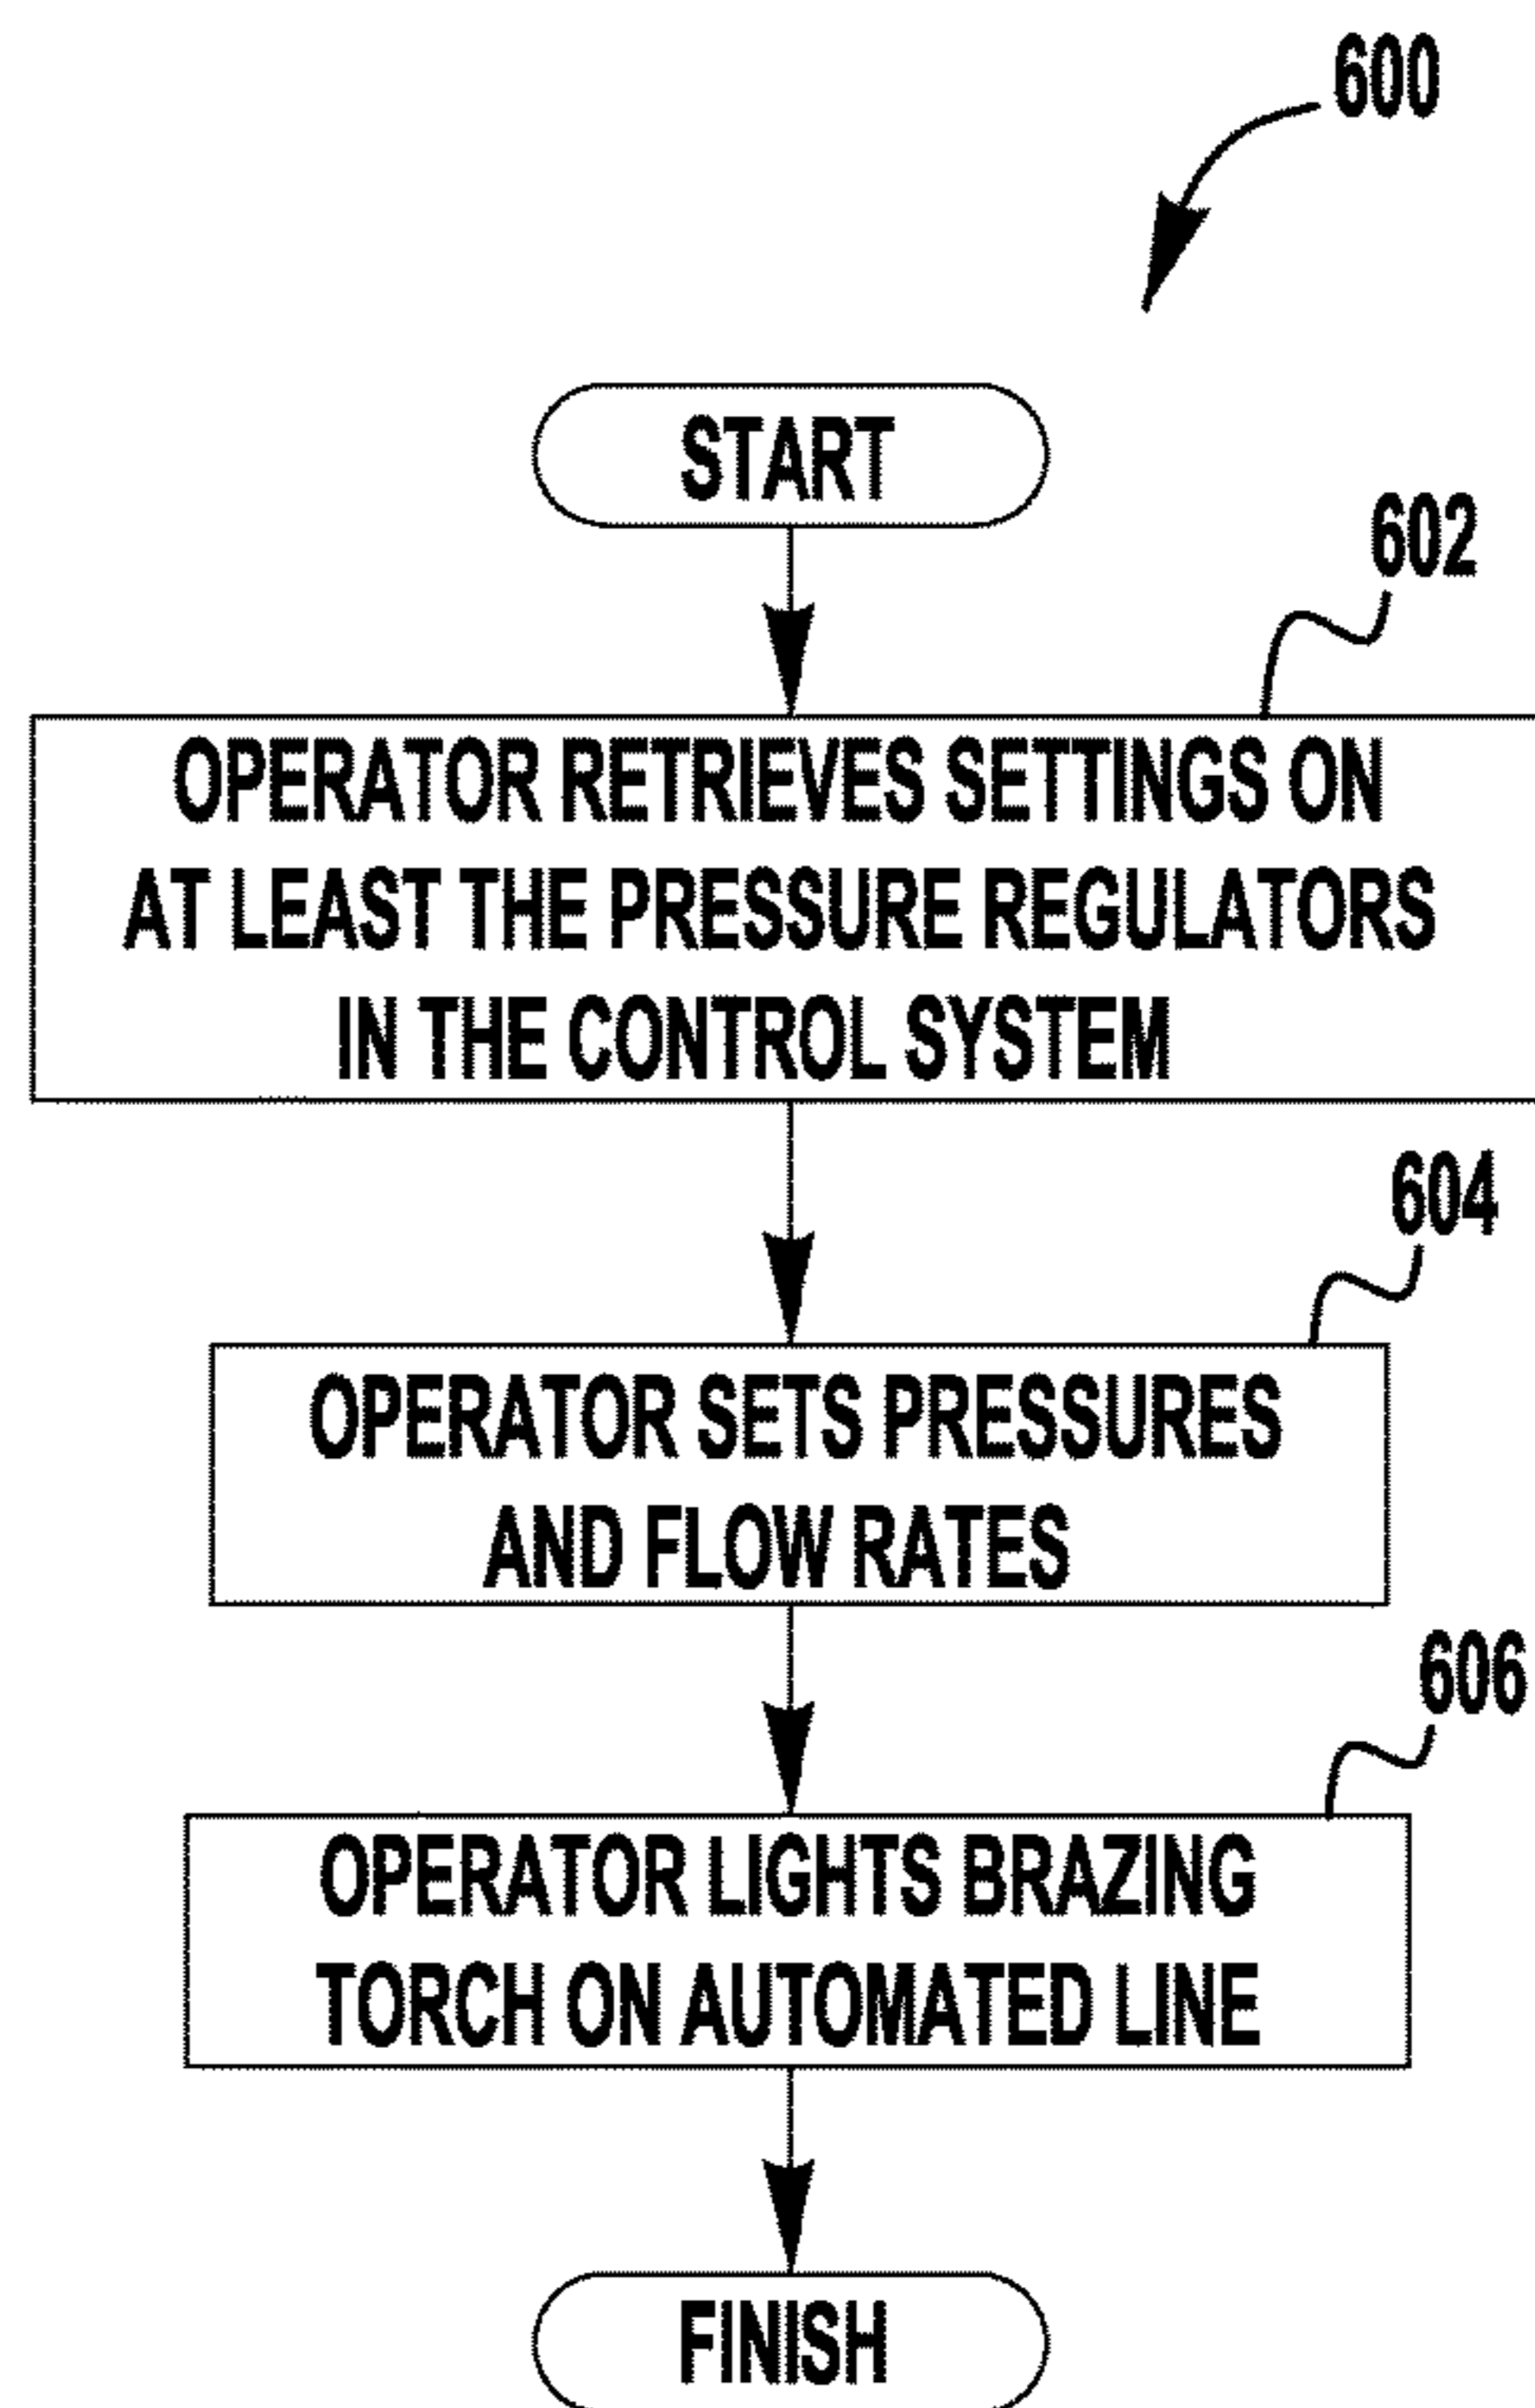 600
START
602
OPERATOR RETRIEVES SETTINGS ON
AT LEAST THE PRESSURE REGULATORS
IN THE CONTROL SYSTEM
604
OPERATOR SETS PRESSURES
AND FLOW RATES
606
OPERATOR LIGHTS BRAZING
TORCH ON AUTOMATED LINE
FINISH